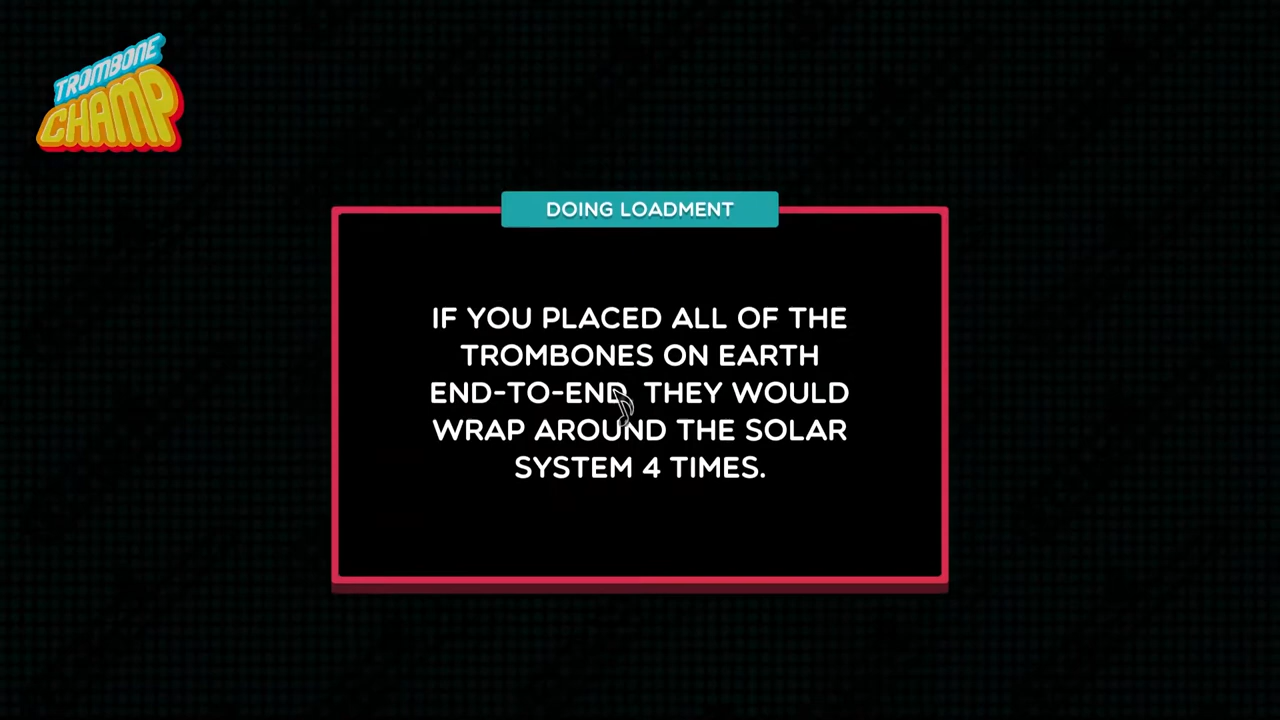 TROMBONE
CHAMP
DOING LOADMENT
IF YOU PLACED ALL OF THE
TROMBONES ON EARTH
END-TO-END, THEY WOULD
WRAP AROUND THE SOLAR
SYSTEM 4 TIMES.